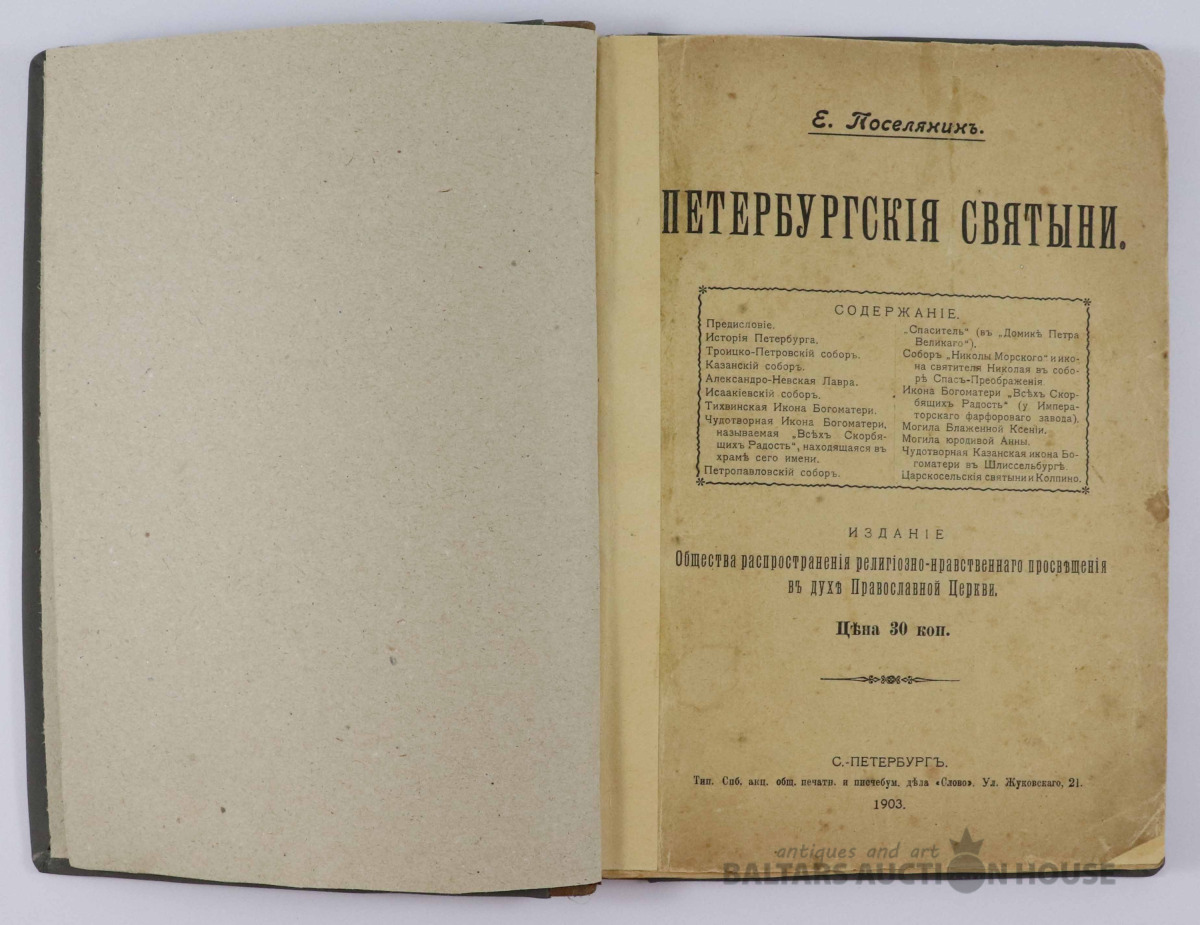 Е. Поселянинъ.
ПЕТЕРБУРГСКІЯ СВЯТЫНИ.
СОДЕРЖАНІЕ.
Предисловіе.
Исторія Петербурга.
Троицко-Петровскій соборъ.
Казанскій соборъ.
Александро-Невская Лавра.
Исаакіевскій соборъ.
Тихвинская Икона Богоматери.
Чудотворная Икона Богоматери,
называемая „Всѣхъ Скорбя-
щихъ Радость“, находящаяся въ
храмѣ сего имени.
Петропавловскій соборъ.
„Спаситель“ (въ „Домикѣ Петра
Великаго“).
Соборъ „Николы Морского“ и ико-
на святителя Николая въ собо-
рѣ Спасъ-Преображенія
Икона Богоматери „Всѣхъ Скор-
бящихъ Радость“ (у Импера-
торскаго фарфороваго завода).
Могила Блаженной Ксеніи.
Могила юродивой Анны.
Чудотворная Казанская икона Бо-
гоматери въ Шлиссельбургѣ.
Царскосельскія святыни и Колпино.
ИЗДАНІЕ
Общества распространенія религіозно-нравственнаго просвѣщенія
въ духѣ Православной Церкви.
Цѣна 30 коп.
С.-ПЕТЕРБУРГЪ.
Тип. Спб. акц. общ. печатн. и писчебум. дѣла «Слово». Ул. Жуковскаго, 21.
1903.
antiques and art
BALTARS AUCTION HOUSE